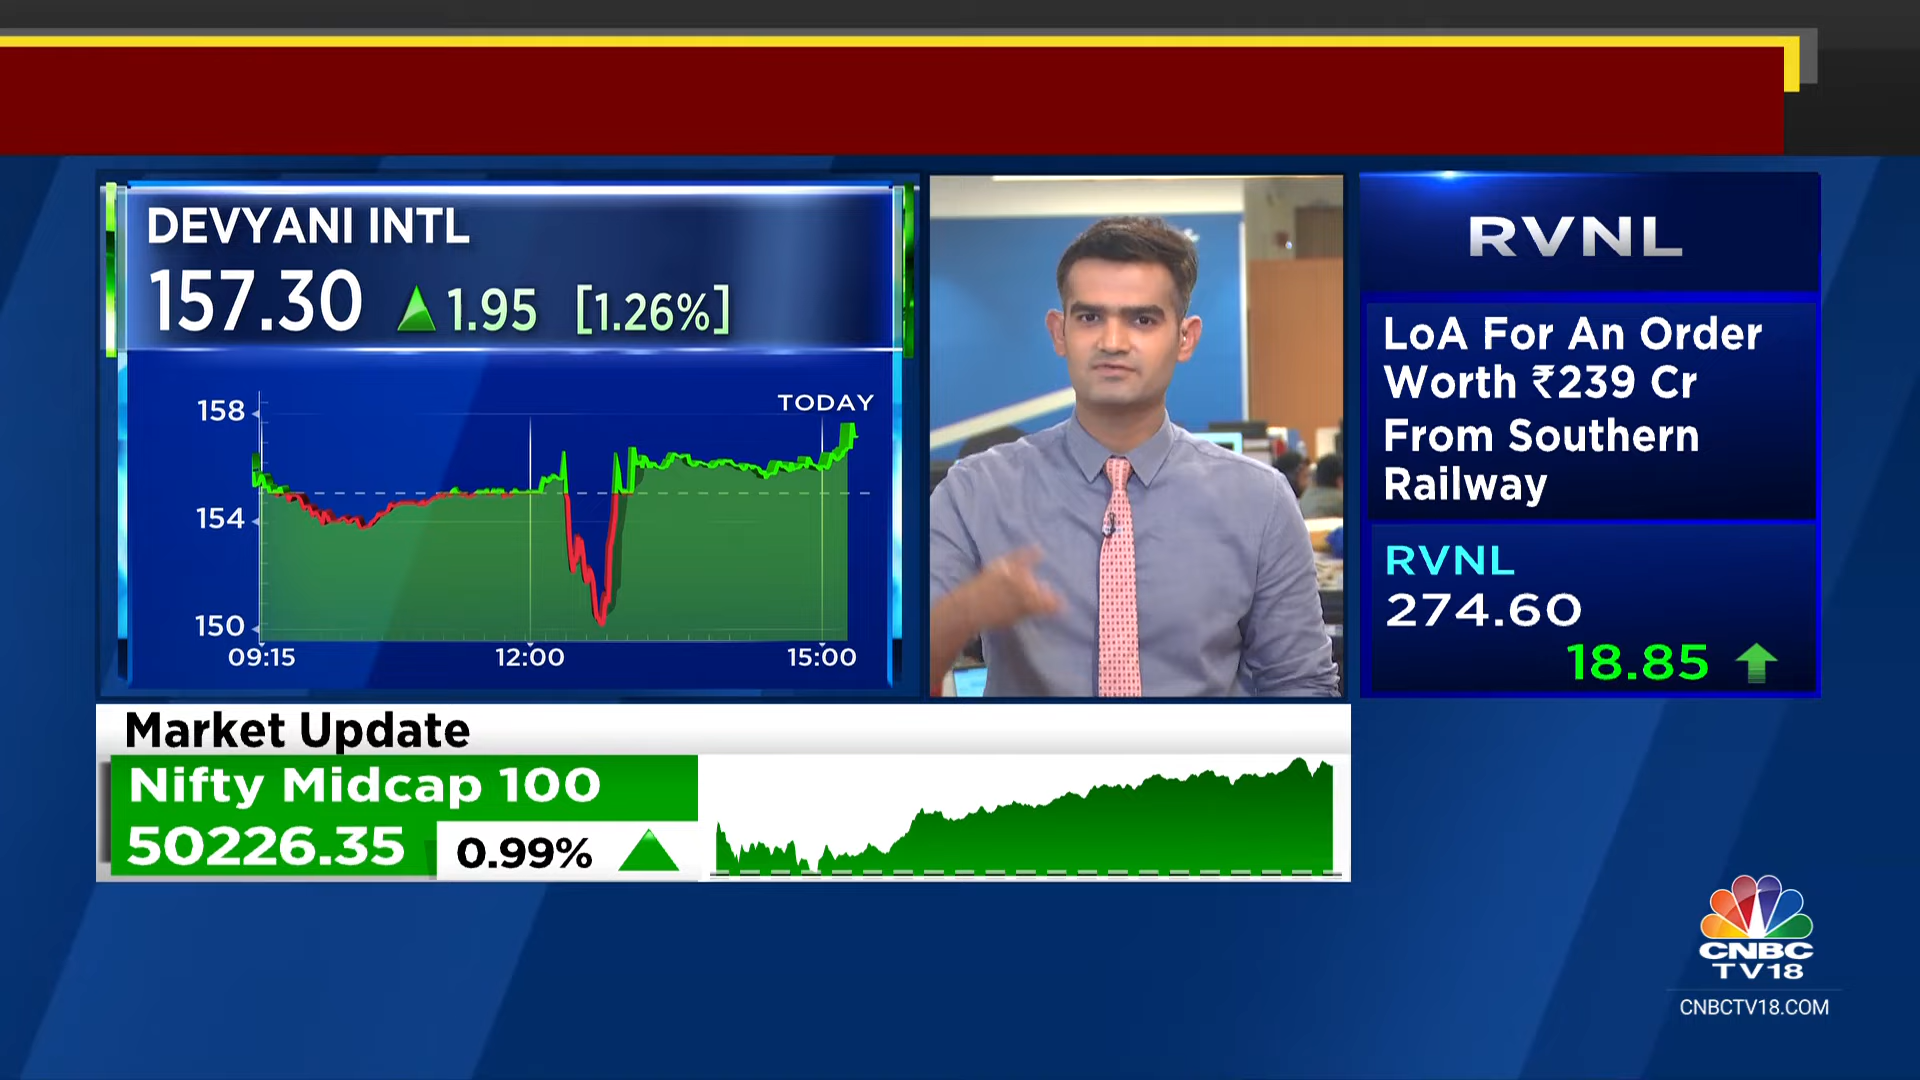 DEVYANI INTL
157.30 ▲ 1.95 [1.26%]
TODAY
158
154
150
09:15 12:00 15:00
RVNL
LoA For An Order
Worth ₹239 Cr
From Southern
Railway
RVNL
274.60
18.85
Market Update
Nifty Midcap 100
50226.35 0.99%
CNBC
TV18
CNBCTV18.COM